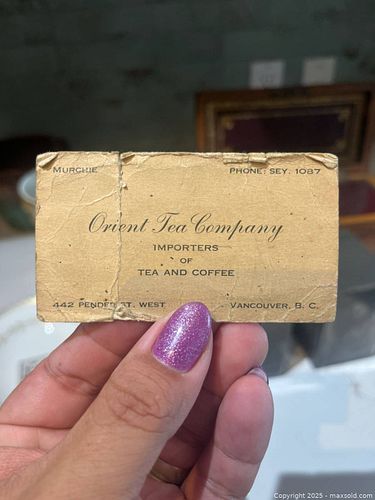 MURCHIE PHONE: SEY. 1087
Orient Tea Company
IMPORTERS
OF
TEA AND COFFEE
442 PENDER ST. WEST VANCOUVER, B. C.
Copyright 2025 - maxsold.com